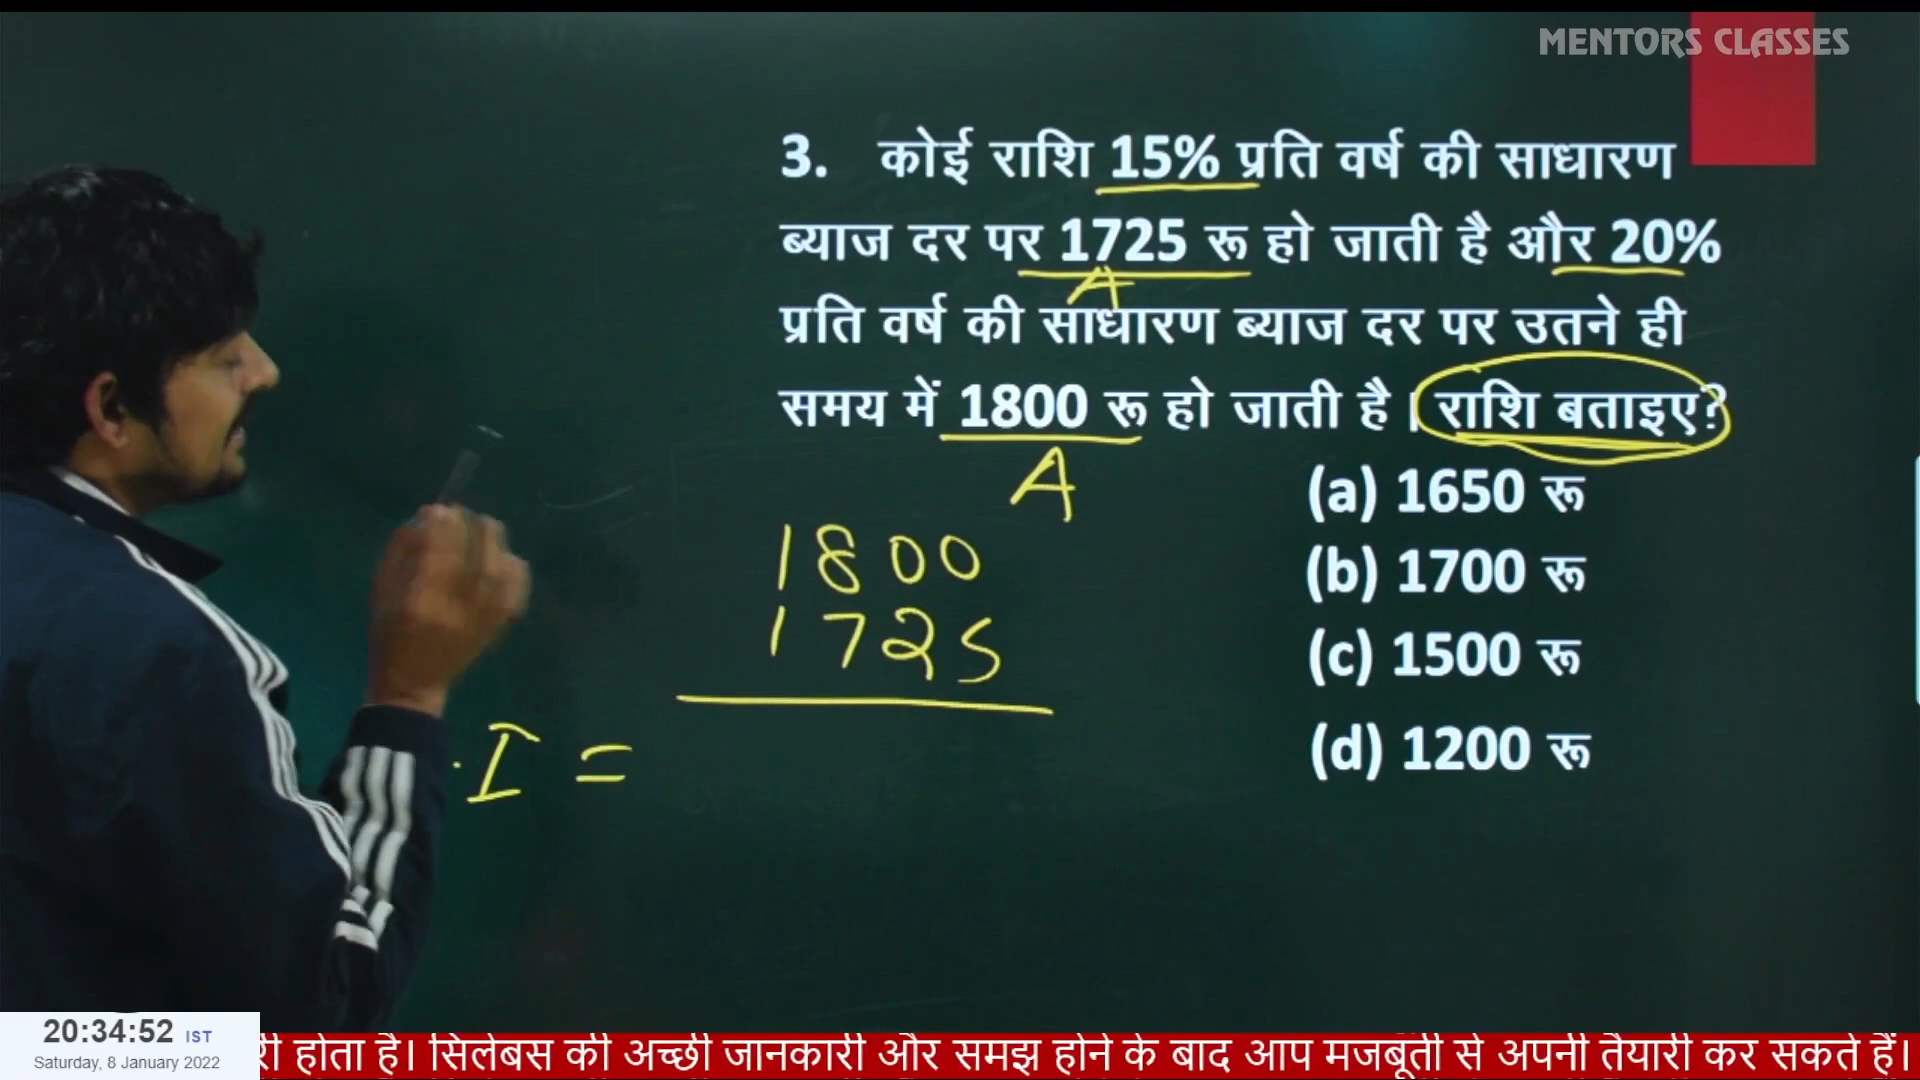 MENTORS CLASSES
3. कोई राशि 15% प्रति वर्ष की साधारण
ब्याज दर पर 1725 रू हो जाती है और 20%
A
प्रति वर्ष की साधारण ब्याज दर पर उतने ही
समय में 1800 रू हो जाती है। राशि बताइए?
A
(a) 1650 रू
(b) 1700 रू
(c) 1500 रू
(d) 1200 रू
1800
1725
I =
20:34:52 IST
Saturday, 8 January 2022
होता है। सिलेबस की अच्छी जानकारी और समझ होने के बाद आप मजबूती से अपनी तैयारी कर सकते हैं।